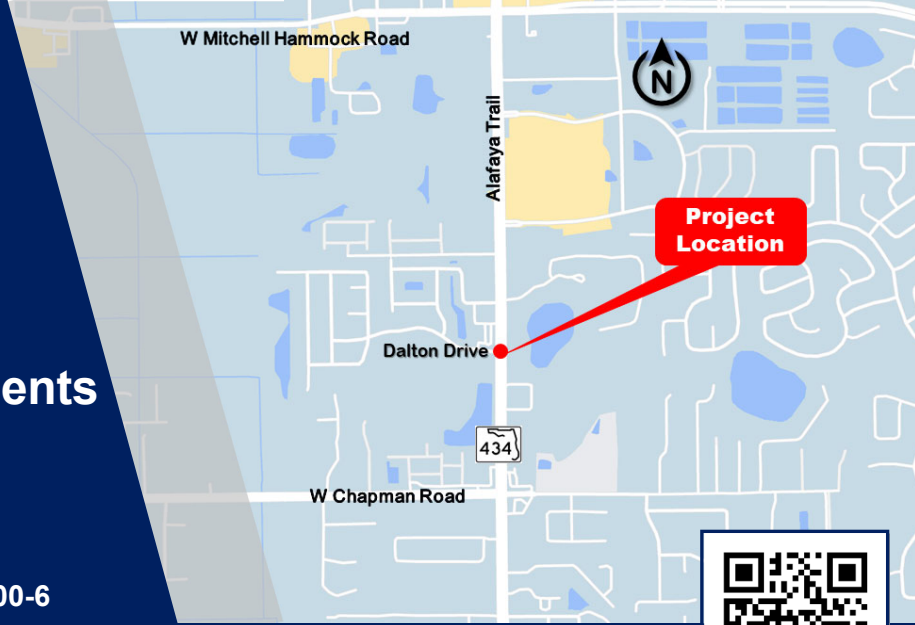 W Mitchell Hammock Road
N
Alafaya Trail
Project
Location
Dalton Drive
ents
434
W Chapman Road
00-6